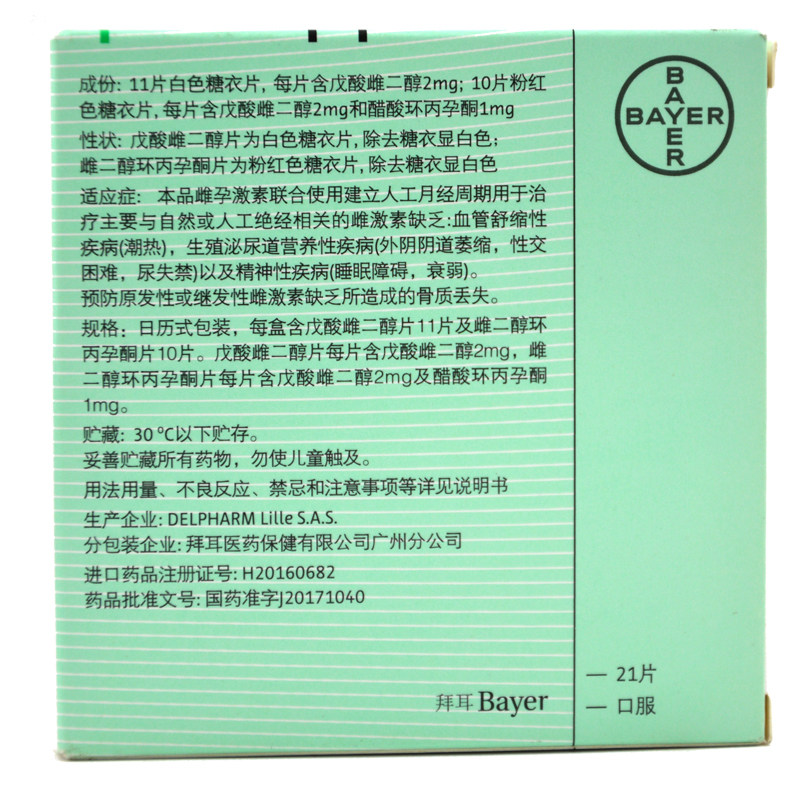 成份: 11片白色糖衣片, 每片含戊酸雌二醇2mg; 10片粉红
色糖衣片, 每片含戊酸雌二醇2mg和醋酸环丙孕酮1mg
性状: 戊酸雌二醇片为白色糖衣片, 除去糖衣显白色;
雌二醇环丙孕酮片为粉红色糖衣片, 除去糖衣显白色
适应症: 本品雌孕激素联合使用建立人工月经周期用于治
疗主要与自然或人工绝经相关的雌激素缺乏:血管舒缩性
疾病(潮热)，生殖泌尿道营养性疾病(外阴阴道萎缩，性交
困难，尿失禁)以及精神性疾病(睡眠障碍，衰弱)。
预防原发性或继发性雌激素缺乏所造成的骨质丢失。
规格: 日历式包装，每盒含戊酸雌二醇片11片及雌二醇环
丙孕酮片10片。戊酸雌二醇片每片含戊酸雌二醇2mg，雌
二醇环丙孕酮片每片含戊酸雌二醇2mg及醋酸环丙孕酮
1mg。
贮藏: 30 ºC以下贮存。
妥善贮藏所有药物，勿使儿童触及。
用法用量、不良反应、禁忌和注意事项等详见说明书
生产企业: DELPHARM Lille S.A.S.
分包装企业: 拜耳医药保健有限公司广州分公司
进口药品注册证号: H20160682
药品批准文号: 国药准字J20171040
拜耳 Bayer
BAYER
BAYER
— 21片
— 口服